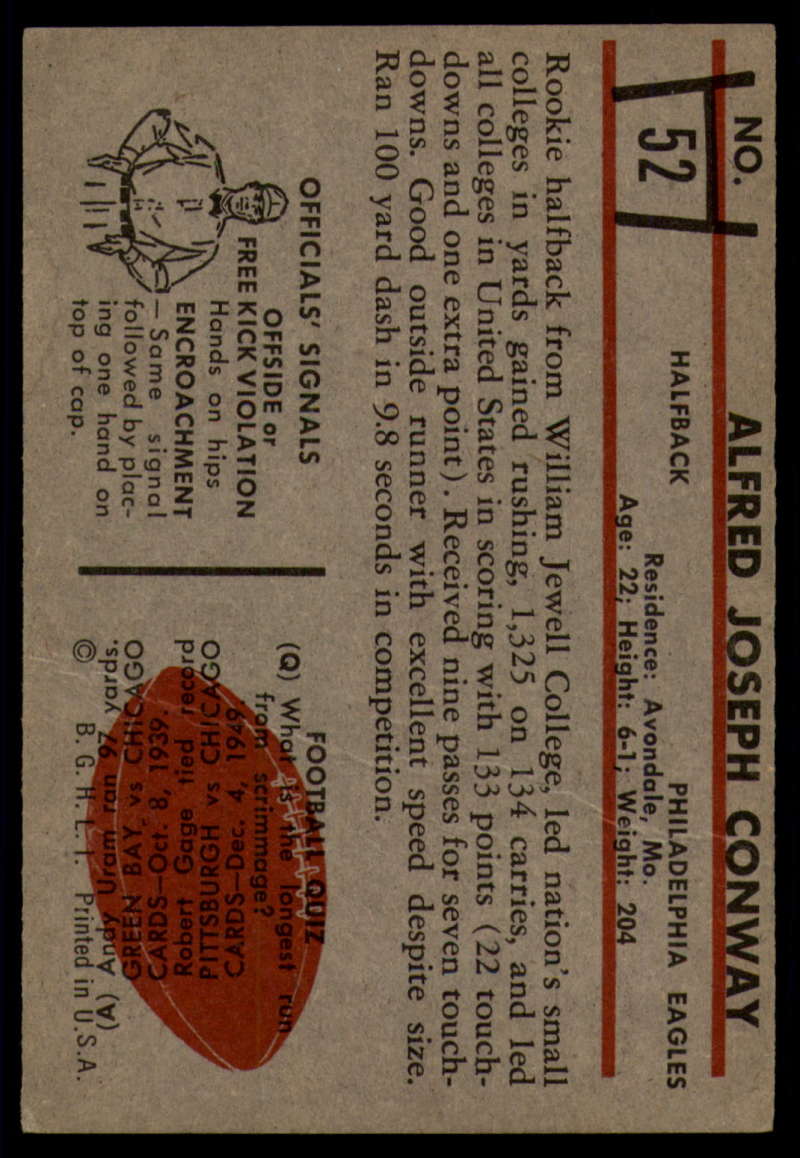 NO.
52
ALFRED JOSEPH CONWAY
HALFBACK PHILADELPHIA EAGLES
Residence: Avondale, Mo.
Age: 22; Height: 6-1; Weight: 204
Rookie halfback from William Jewell College, led nation's small
colleges in yards gained rushing, 1,325 on 134 carries, and led
all colleges in United States in scoring with 133 points (22 touch-
downs and one extra point). Received nine passes for seven touch-
downs. Good outside runner with excellent speed despite size.
Ran 100 yard dash in 9.8 seconds in competition.
OFFICIALS' SIGNALS
OFFSIDE or
FREE KICK VIOLATION
Hands on hips
ENCROACHMENT
— Same signal
followed by plac-
ing one hand on
top of cap.
FOOTBALL QUIZ
(Q) What is the longest run
from scrimmage?
(A) Andy Uram ran 97 yards.
GREEN BAY vs CHICAGO
CARDS—Oct. 8, 1939
Robert Gage tied record
PITTSBURGH vs CHICAGO
CARDS—Dec. 4, 1949
© B. G. H. L. I. Printed in U.S.A.